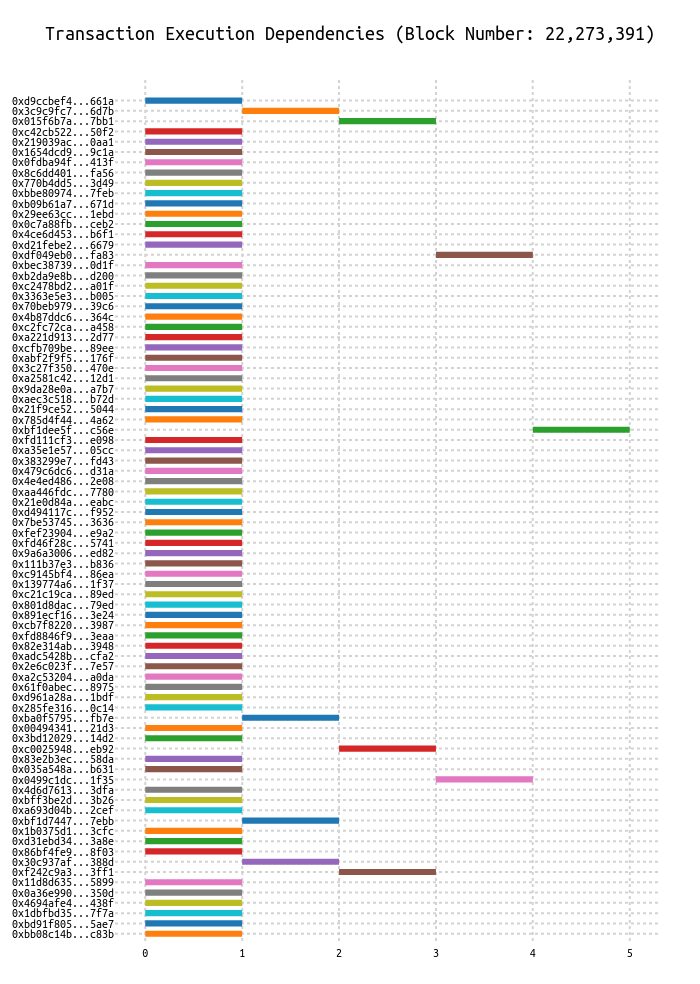 Transaction Execution Dependencies (Block Number: 22,273,391)
0xd9ccbef4...661a
0x3c9c9fc7...6d7b
0x015f6b7a...7bb1
0xc42cb522...50f2
0x219039ac...0aa1
0x1654dcd9...9c1a
0x0fdba94f...413f
0x8c6dd401...fa56
0x770b4dd5...3d49
0xbbe80974...7feb
0xb09b61a7...671d
0x29ee63cc...1ebd
0x0c7a88fb...ceb2
0x4ce6d453...b6f1
0xd21febe2...6679
0xdf049eb0...fa83
0xbec38739...0d1f
0xb2da9e8b...d200
0xc2478bd2...a01f
0x3363e5e3...b005
0x70beb979...39c6
0x4b87ddc6...364c
0xc2fc72ca...a458
0xa221d913...2d77
0xcfb709be...89ee
0xabf2f9f5...176f
0x3c27f350...470e
0xa2581c42...12d1
0x9da28e0a...a7b7
0xaec3c518...b72d
0x21f9ce52...5044
0x785d4f44...4a62
0xbf1dee5f...c56e
0xfd111cf3...e098
0xa35e1e57...05cc
0x383299e7...fd43
0x479c6dc6...d31a
0x4e4ed486...2e08
0xaa446fdc...7780
0x21e0d84a...eabc
0xd494117c...f952
0x7be53745...3636
0xfef23904...e9a2
0xfd46f28c...5741
0x9a6a3006...ed82
0x111b37e3...b836
0xc9145bf4...86ea
0x139774a6...1f37
0xc21c19ca...89ed
0x801d8dac...79ed
0x891ecf16...3e24
0xcb7f8220...3987
0xfd8846f9...3eaa
0x82e314ab...3948
0xadc5428b...cfa2
0x2e6c023f...7e57
0xa2c53204...a0da
0x61f0abec...8975
0xd961a28a...1bdf
0x285fe316...0c14
0xba0f5795...fb7e
0x00494341...21d3
0x3bd12029...14d2
0xc0025948...eb92
0x83e2b3ec...58da
0x035a548a...b631
0x0499c1dc...1f35
0x4d6d7613...3dfa
0xbff3be2d...3b26
0xa693d04b...2cef
0xbf1d7447...7ebb
0x1b0375d1...3cfc
0xd31ebd34...3a8e
0x86bf4fe9...8f03
0x30c937af...388d
0xf242c9a3...3ff1
0x11d8d635...5899
0x0a36e990...350d
0x4694afe4...438f
0x1dbfbd35...7f7a
0xbd91f805...5ae7
0xbb08c14b...c83b
0 1 2 3 4 5